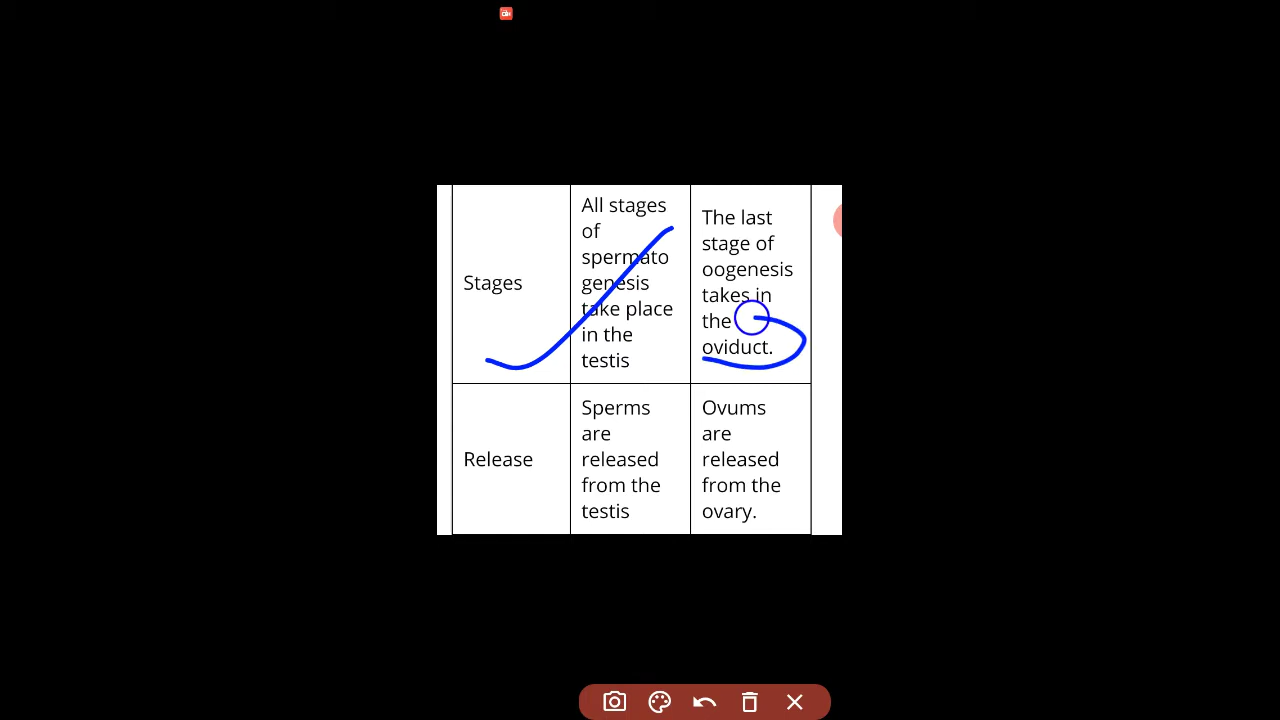 Stages
All stages
of
spermato
genesis
take place
in the
testis
The last
stage of
oogenesis
takes in
the
oviduct.
Release
Sperms
are
released
from the
testis
Ovums
are
released
from the
ovary.